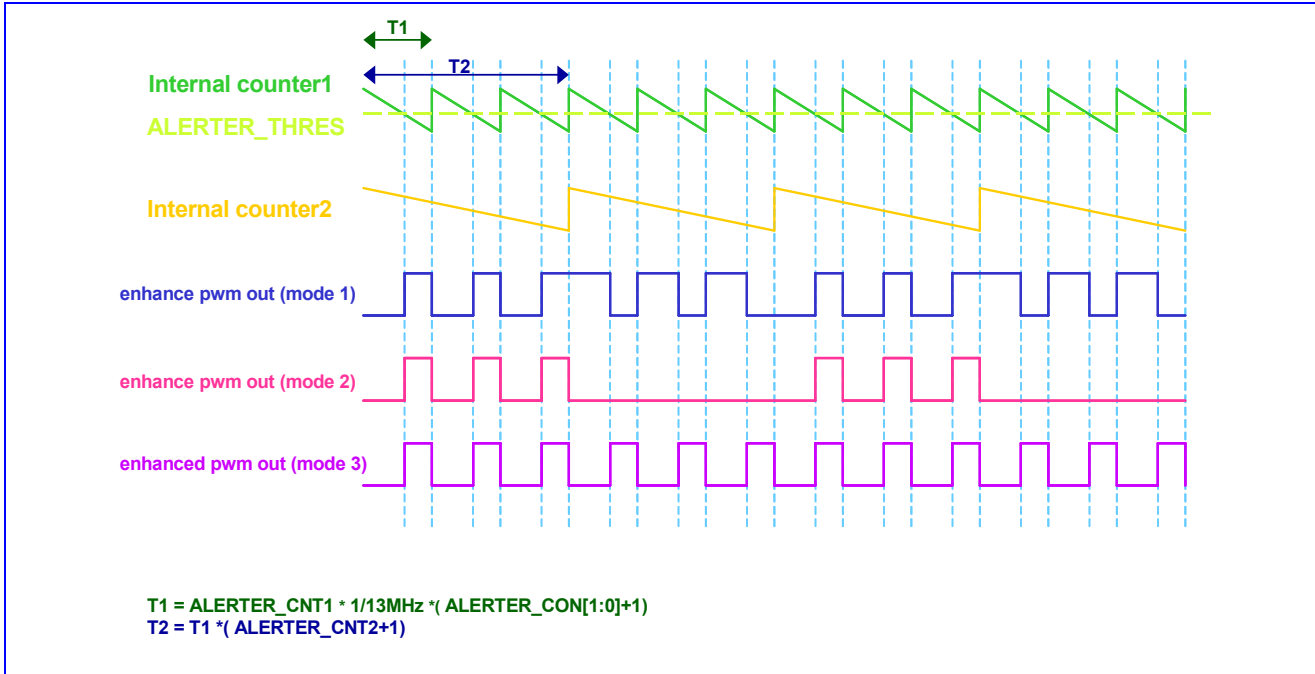 T1
T2
Internal counter1
ALERTER_THRES
Internal counter2
enhance pwm out (mode 1)
enhance pwm out (mode 2)
enhanced pwm out (mode 3)
T1 = ALERTER_CNT1 * 1/13MHz *( ALERTER_CON[1:0]+1)
T2 = T1 *( ALERTER_CNT2+1)